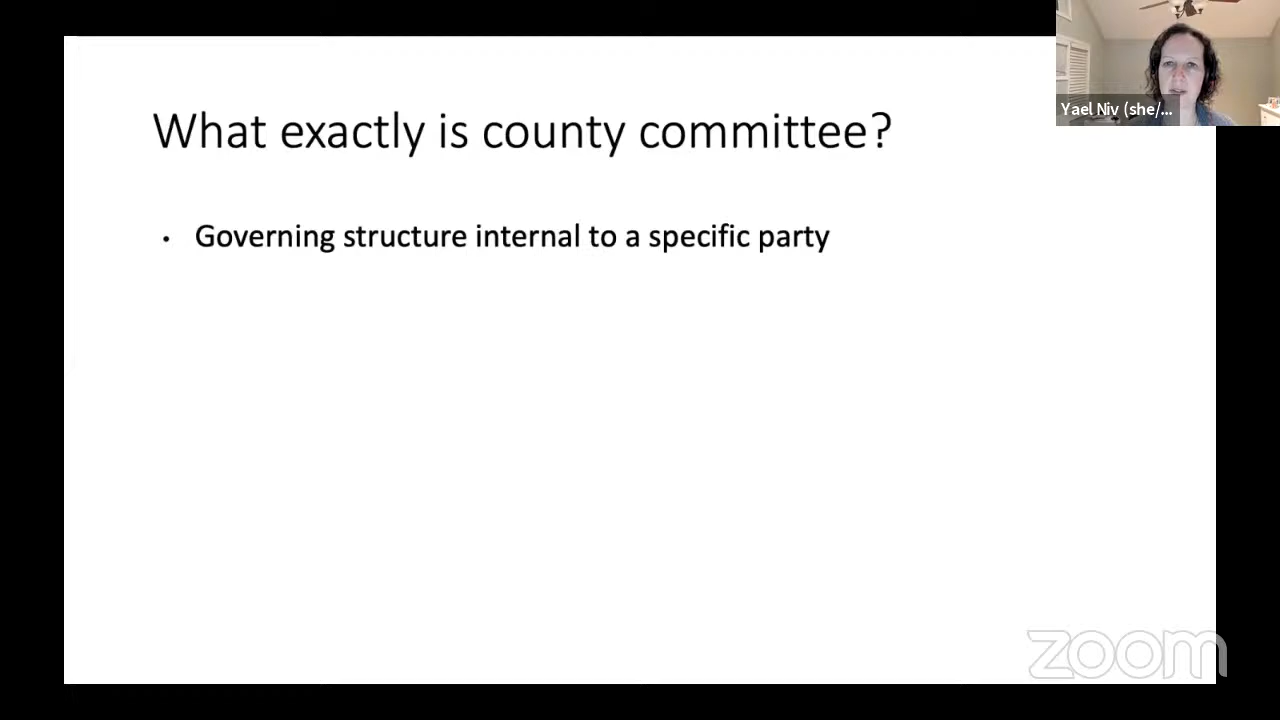 What exactly is county committee?
• Governing structure internal to a specific party
Yael Niv (she/...
zoom